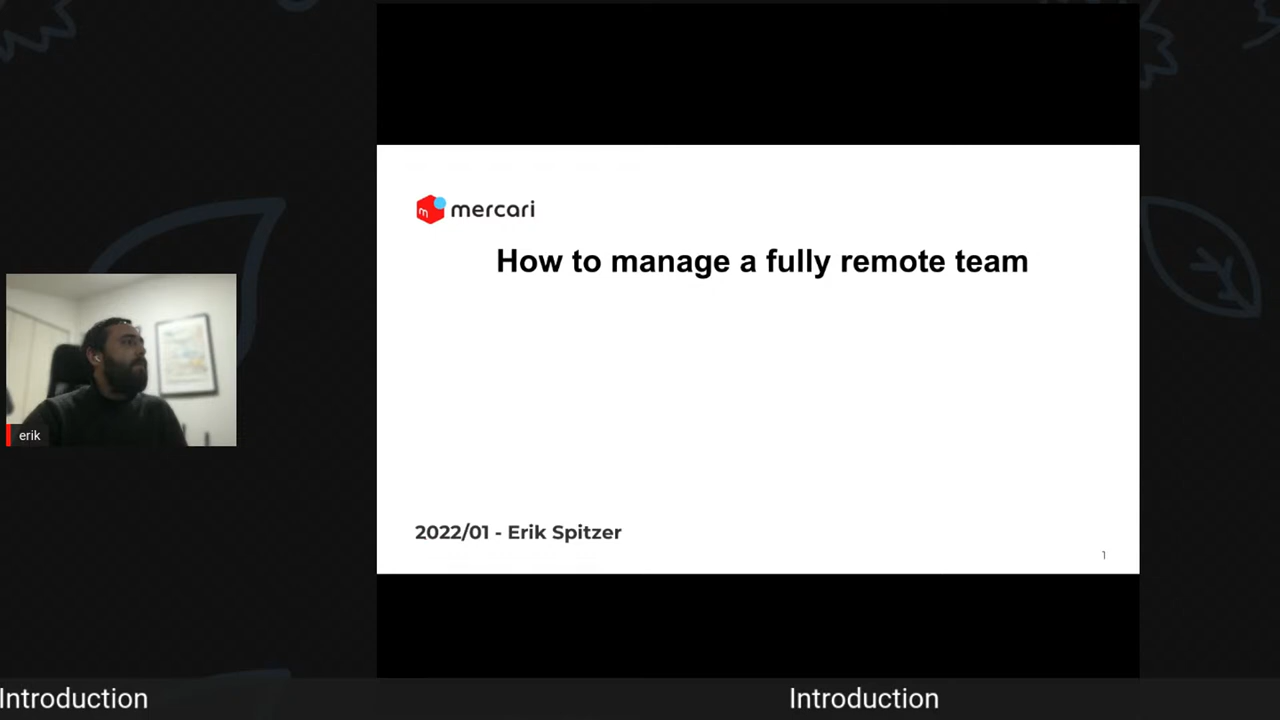 mercari
How to manage a fully remote team
erik
2022/01 - Erik Spitzer
1
Introduction
Introduction